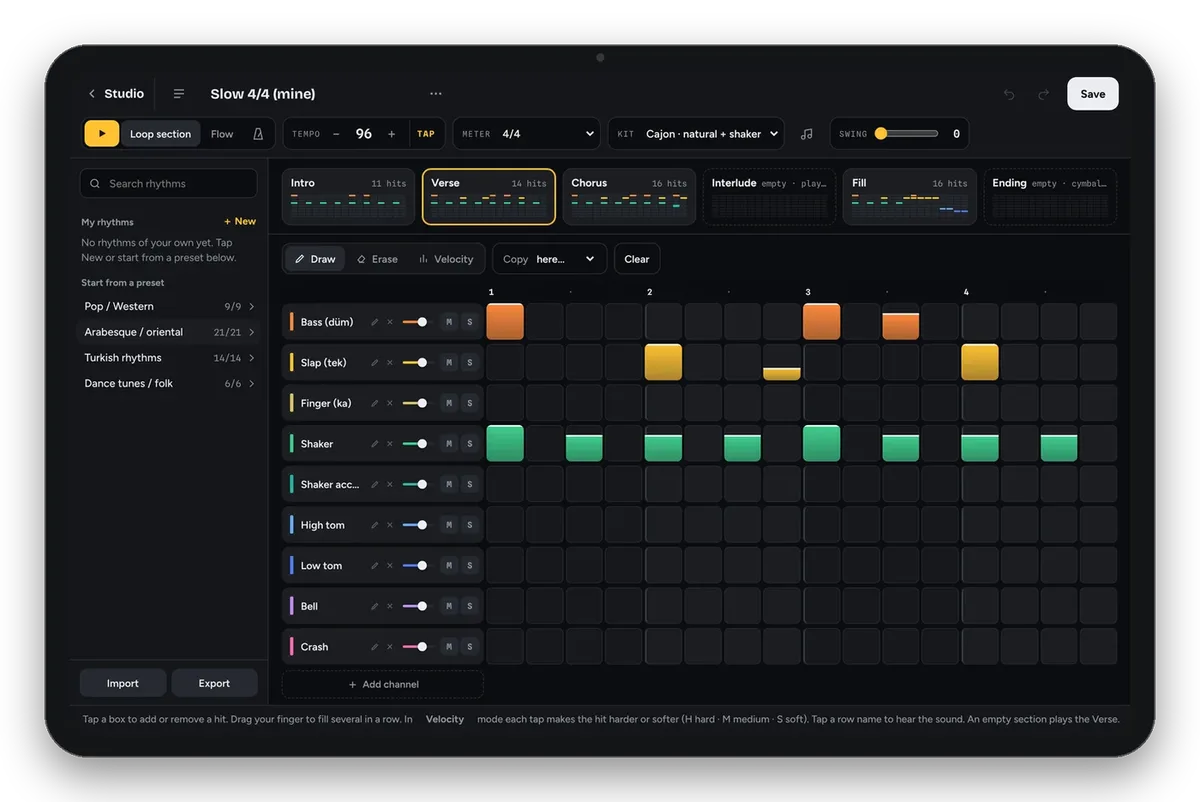 Studio
Slow 4/4 (mine)
Save
Loop section
Flow
TEMPO
96
TAP
METER 4/4
KIT Cajon · natural + shaker
SWING 0
Search rhythms
My rhythms
+ New
No rhythms of your own yet. Tap
New or start from a preset below.
Start from a preset
Pop / Western 9/9
Arabesque / oriental 21/21
Turkish rhythms 14/14
Dance tunes / folk 6/6
Import
Export
Intro 11 hits
Verse 14 hits
Chorus 16 hits
Interlude empty · play…
Fill 16 hits
Ending empty · cymbal…
Draw
Erase
Velocity
Copy here…
Clear
1 · 2 · 3 · 4 ·
Bass (düm) M S
Slap (tek) M S
Finger (ka) M S
Shaker M S
Shaker acc… M S
High tom M S
Low tom M S
Bell M S
Crash M S
+ Add channel
Tap a box to add or remove a hit. Drag your finger to fill several in a row. In Velocity mode each tap makes the hit harder or softer (H hard · M medium · S soft). Tap a row name to hear the sound. An empty section plays the Verse.